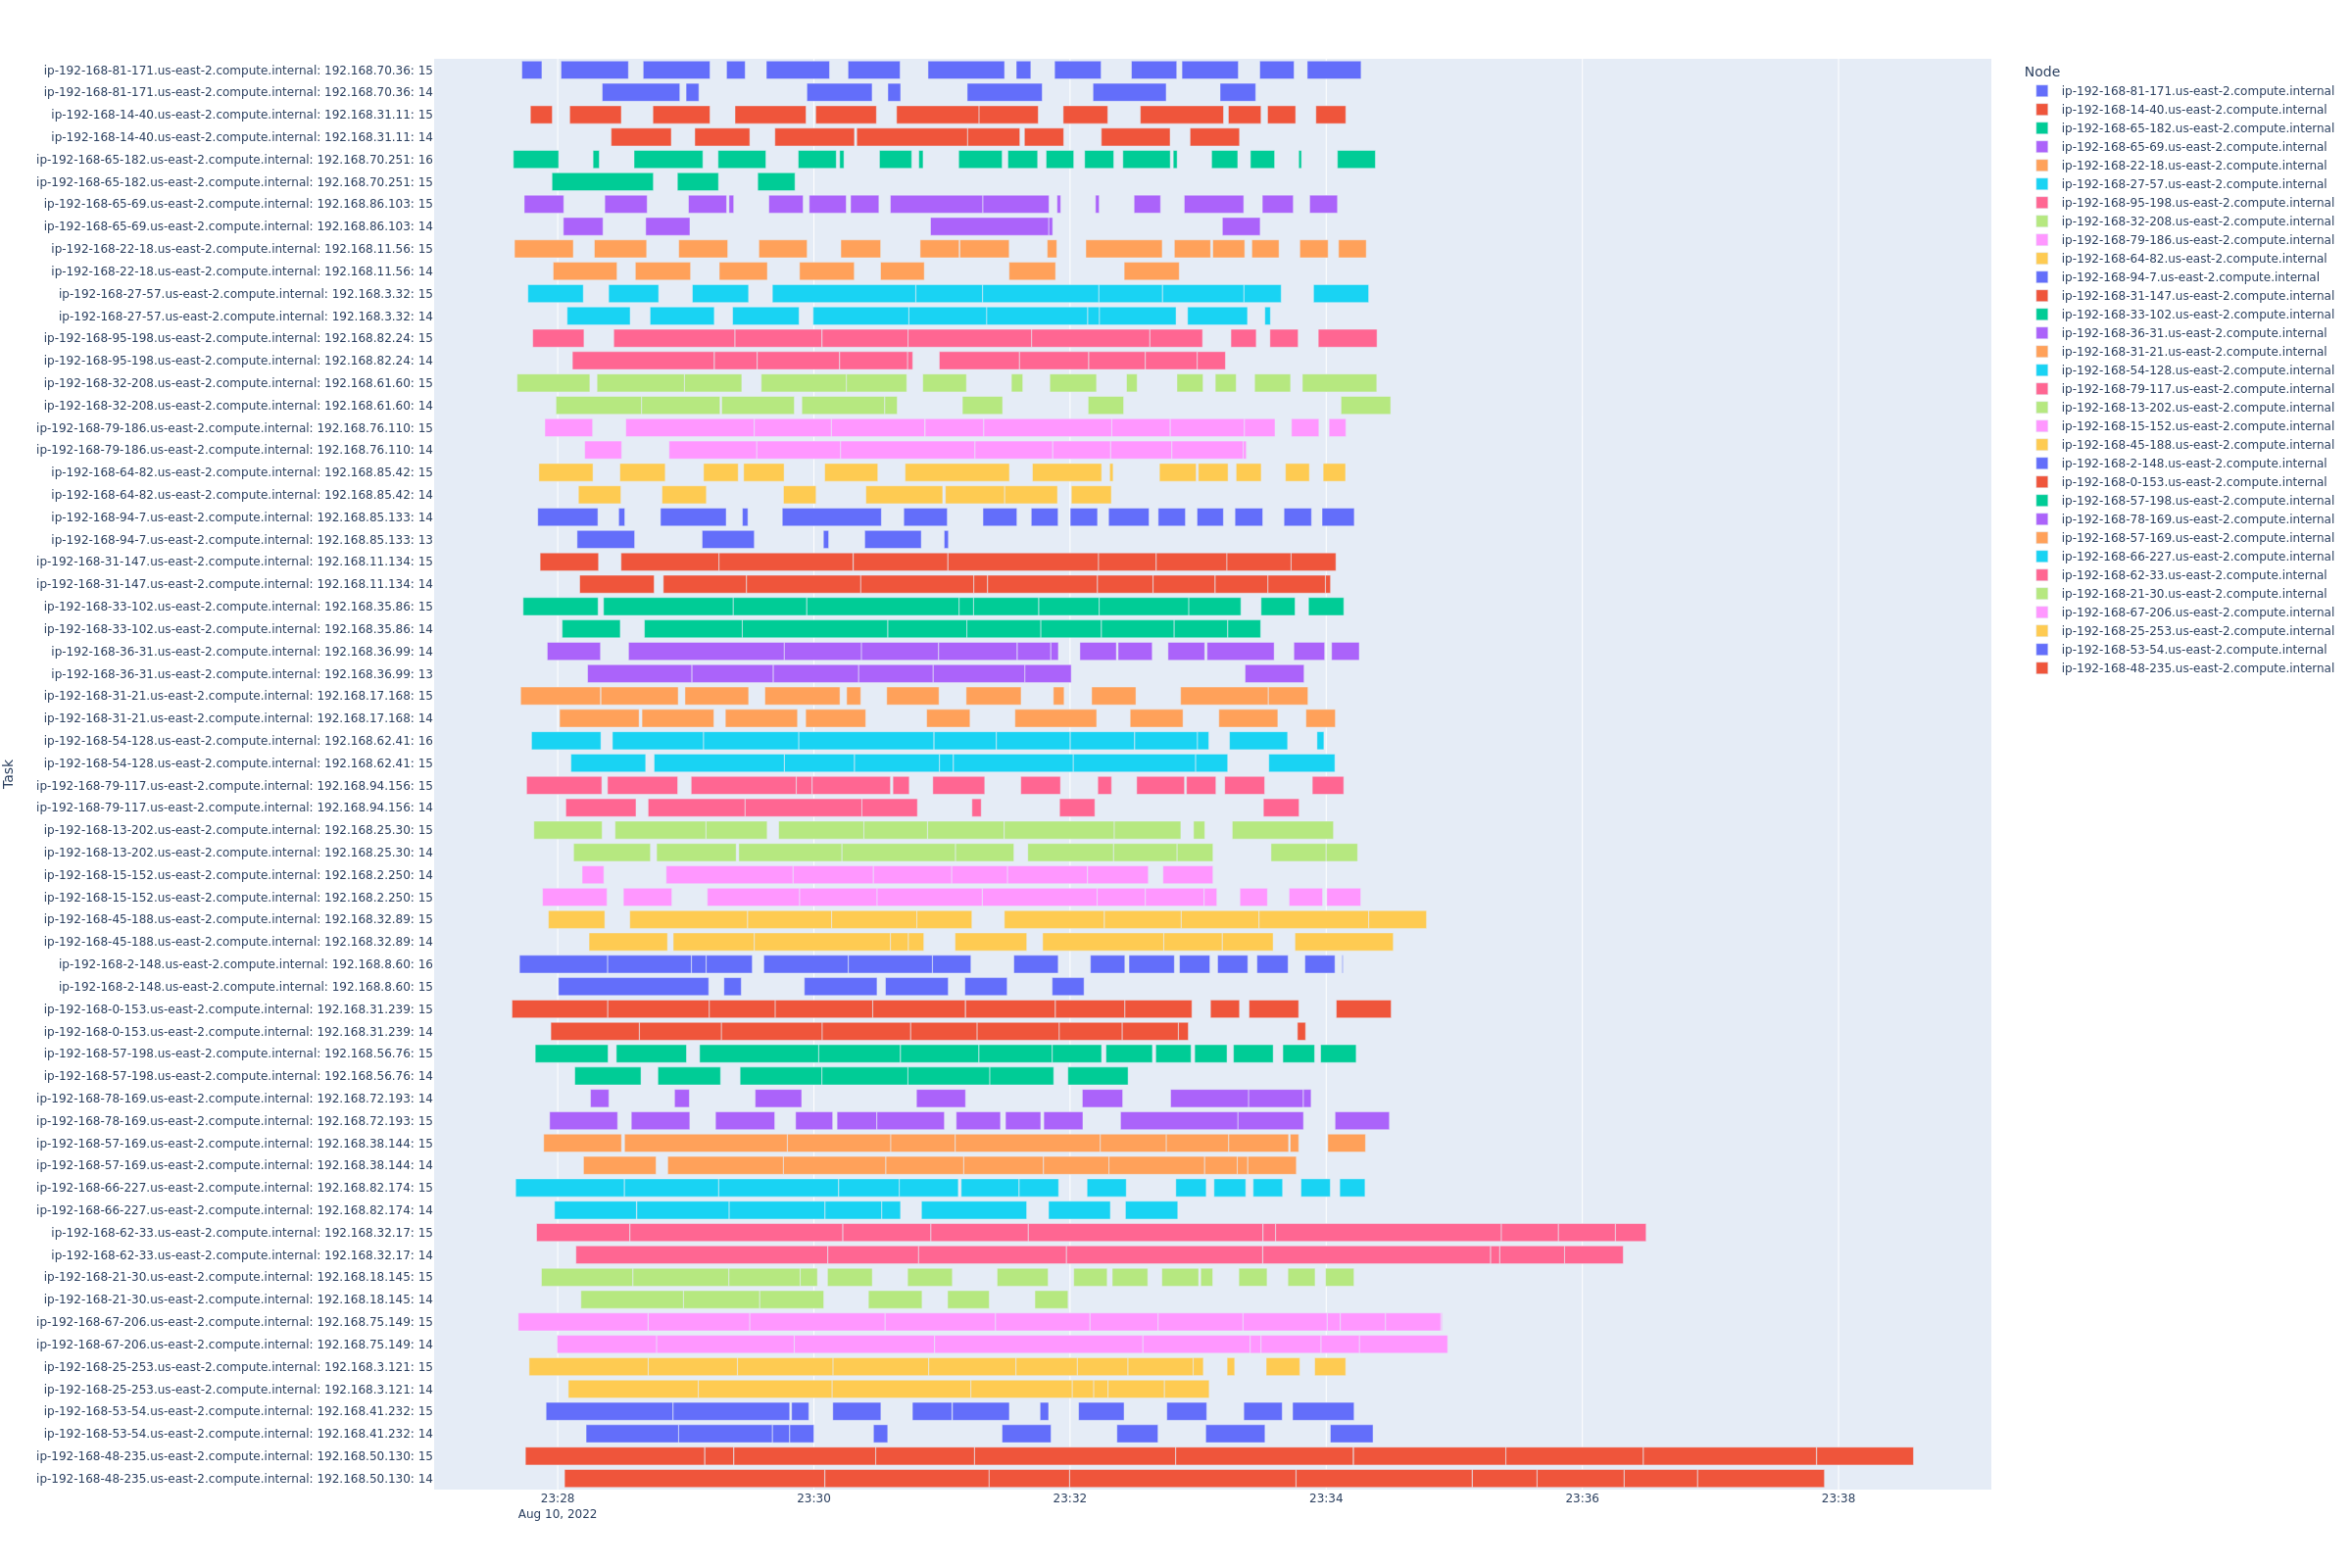 ip-192-168-81-171.us-east-2.compute.internal: 192.168.70.36: 15
ip-192-168-81-171.us-east-2.compute.internal: 192.168.70.36: 14
ip-192-168-14-40.us-east-2.compute.internal: 192.168.31.11: 15
ip-192-168-14-40.us-east-2.compute.internal: 192.168.31.11: 14
ip-192-168-65-182.us-east-2.compute.internal: 192.168.70.251: 16
ip-192-168-65-182.us-east-2.compute.internal: 192.168.70.251: 15
ip-192-168-65-69.us-east-2.compute.internal: 192.168.86.103: 15
ip-192-168-65-69.us-east-2.compute.internal: 192.168.86.103: 14
ip-192-168-22-18.us-east-2.compute.internal: 192.168.11.56: 15
ip-192-168-22-18.us-east-2.compute.internal: 192.168.11.56: 14
ip-192-168-27-57.us-east-2.compute.internal: 192.168.3.32: 15
ip-192-168-27-57.us-east-2.compute.internal: 192.168.3.32: 14
ip-192-168-95-198.us-east-2.compute.internal: 192.168.82.24: 15
ip-192-168-95-198.us-east-2.compute.internal: 192.168.82.24: 14
ip-192-168-32-208.us-east-2.compute.internal: 192.168.61.60: 15
ip-192-168-32-208.us-east-2.compute.internal: 192.168.61.60: 14
ip-192-168-79-186.us-east-2.compute.internal: 192.168.76.110: 15
ip-192-168-79-186.us-east-2.compute.internal: 192.168.76.110: 14
ip-192-168-64-82.us-east-2.compute.internal: 192.168.85.42: 15
ip-192-168-64-82.us-east-2.compute.internal: 192.168.85.42: 14
ip-192-168-94-7.us-east-2.compute.internal: 192.168.85.133: 14
ip-192-168-94-7.us-east-2.compute.internal: 192.168.85.133: 13
ip-192-168-31-147.us-east-2.compute.internal: 192.168.11.134: 15
ip-192-168-31-147.us-east-2.compute.internal: 192.168.11.134: 14
ip-192-168-33-102.us-east-2.compute.internal: 192.168.35.86: 15
ip-192-168-33-102.us-east-2.compute.internal: 192.168.35.86: 14
ip-192-168-36-31.us-east-2.compute.internal: 192.168.36.99: 14
ip-192-168-36-31.us-east-2.compute.internal: 192.168.36.99: 13
ip-192-168-31-21.us-east-2.compute.internal: 192.168.17.168: 15
ip-192-168-31-21.us-east-2.compute.internal: 192.168.17.168: 14
ip-192-168-54-128.us-east-2.compute.internal: 192.168.62.41: 16
ip-192-168-54-128.us-east-2.compute.internal: 192.168.62.41: 15
ip-192-168-79-117.us-east-2.compute.internal: 192.168.94.156: 15
ip-192-168-79-117.us-east-2.compute.internal: 192.168.94.156: 14
ip-192-168-13-202.us-east-2.compute.internal: 192.168.25.30: 15
ip-192-168-13-202.us-east-2.compute.internal: 192.168.25.30: 14
ip-192-168-15-152.us-east-2.compute.internal: 192.168.2.250: 14
ip-192-168-15-152.us-east-2.compute.internal: 192.168.2.250: 15
ip-192-168-45-188.us-east-2.compute.internal: 192.168.32.89: 15
ip-192-168-45-188.us-east-2.compute.internal: 192.168.32.89: 14
ip-192-168-2-148.us-east-2.compute.internal: 192.168.8.60: 16
ip-192-168-2-148.us-east-2.compute.internal: 192.168.8.60: 15
ip-192-168-0-153.us-east-2.compute.internal: 192.168.31.239: 15
ip-192-168-0-153.us-east-2.compute.internal: 192.168.31.239: 14
ip-192-168-57-198.us-east-2.compute.internal: 192.168.56.76: 15
ip-192-168-57-198.us-east-2.compute.internal: 192.168.56.76: 14
ip-192-168-78-169.us-east-2.compute.internal: 192.168.72.193: 14
ip-192-168-78-169.us-east-2.compute.internal: 192.168.72.193: 15
ip-192-168-57-169.us-east-2.compute.internal: 192.168.38.144: 15
ip-192-168-57-169.us-east-2.compute.internal: 192.168.38.144: 14
ip-192-168-66-227.us-east-2.compute.internal: 192.168.82.174: 15
ip-192-168-66-227.us-east-2.compute.internal: 192.168.82.174: 14
ip-192-168-62-33.us-east-2.compute.internal: 192.168.32.17: 15
ip-192-168-62-33.us-east-2.compute.internal: 192.168.32.17: 14
ip-192-168-21-30.us-east-2.compute.internal: 192.168.18.145: 15
ip-192-168-21-30.us-east-2.compute.internal: 192.168.18.145: 14
ip-192-168-67-206.us-east-2.compute.internal: 192.168.75.149: 15
ip-192-168-67-206.us-east-2.compute.internal: 192.168.75.149: 14
ip-192-168-25-253.us-east-2.compute.internal: 192.168.3.121: 15
ip-192-168-25-253.us-east-2.compute.internal: 192.168.3.121: 14
ip-192-168-53-54.us-east-2.compute.internal: 192.168.41.232: 15
ip-192-168-53-54.us-east-2.compute.internal: 192.168.41.232: 14
ip-192-168-48-235.us-east-2.compute.internal: 192.168.50.130: 15
ip-192-168-48-235.us-east-2.compute.internal: 192.168.50.130: 14
Task
23:28 23:30 23:32 23:34 23:36 23:38
Aug 10, 2022
Node
ip-192-168-81-171.us-east-2.compute.internal
ip-192-168-14-40.us-east-2.compute.internal
ip-192-168-65-182.us-east-2.compute.internal
ip-192-168-65-69.us-east-2.compute.internal
ip-192-168-22-18.us-east-2.compute.internal
ip-192-168-27-57.us-east-2.compute.internal
ip-192-168-95-198.us-east-2.compute.internal
ip-192-168-32-208.us-east-2.compute.internal
ip-192-168-79-186.us-east-2.compute.internal
ip-192-168-64-82.us-east-2.compute.internal
ip-192-168-94-7.us-east-2.compute.internal
ip-192-168-31-147.us-east-2.compute.internal
ip-192-168-33-102.us-east-2.compute.internal
ip-192-168-36-31.us-east-2.compute.internal
ip-192-168-31-21.us-east-2.compute.internal
ip-192-168-54-128.us-east-2.compute.internal
ip-192-168-79-117.us-east-2.compute.internal
ip-192-168-13-202.us-east-2.compute.internal
ip-192-168-15-152.us-east-2.compute.internal
ip-192-168-45-188.us-east-2.compute.internal
ip-192-168-2-148.us-east-2.compute.internal
ip-192-168-0-153.us-east-2.compute.internal
ip-192-168-57-198.us-east-2.compute.internal
ip-192-168-78-169.us-east-2.compute.internal
ip-192-168-57-169.us-east-2.compute.internal
ip-192-168-66-227.us-east-2.compute.internal
ip-192-168-62-33.us-east-2.compute.internal
ip-192-168-21-30.us-east-2.compute.internal
ip-192-168-67-206.us-east-2.compute.internal
ip-192-168-25-253.us-east-2.compute.internal
ip-192-168-53-54.us-east-2.compute.internal
ip-192-168-48-235.us-east-2.compute.internal